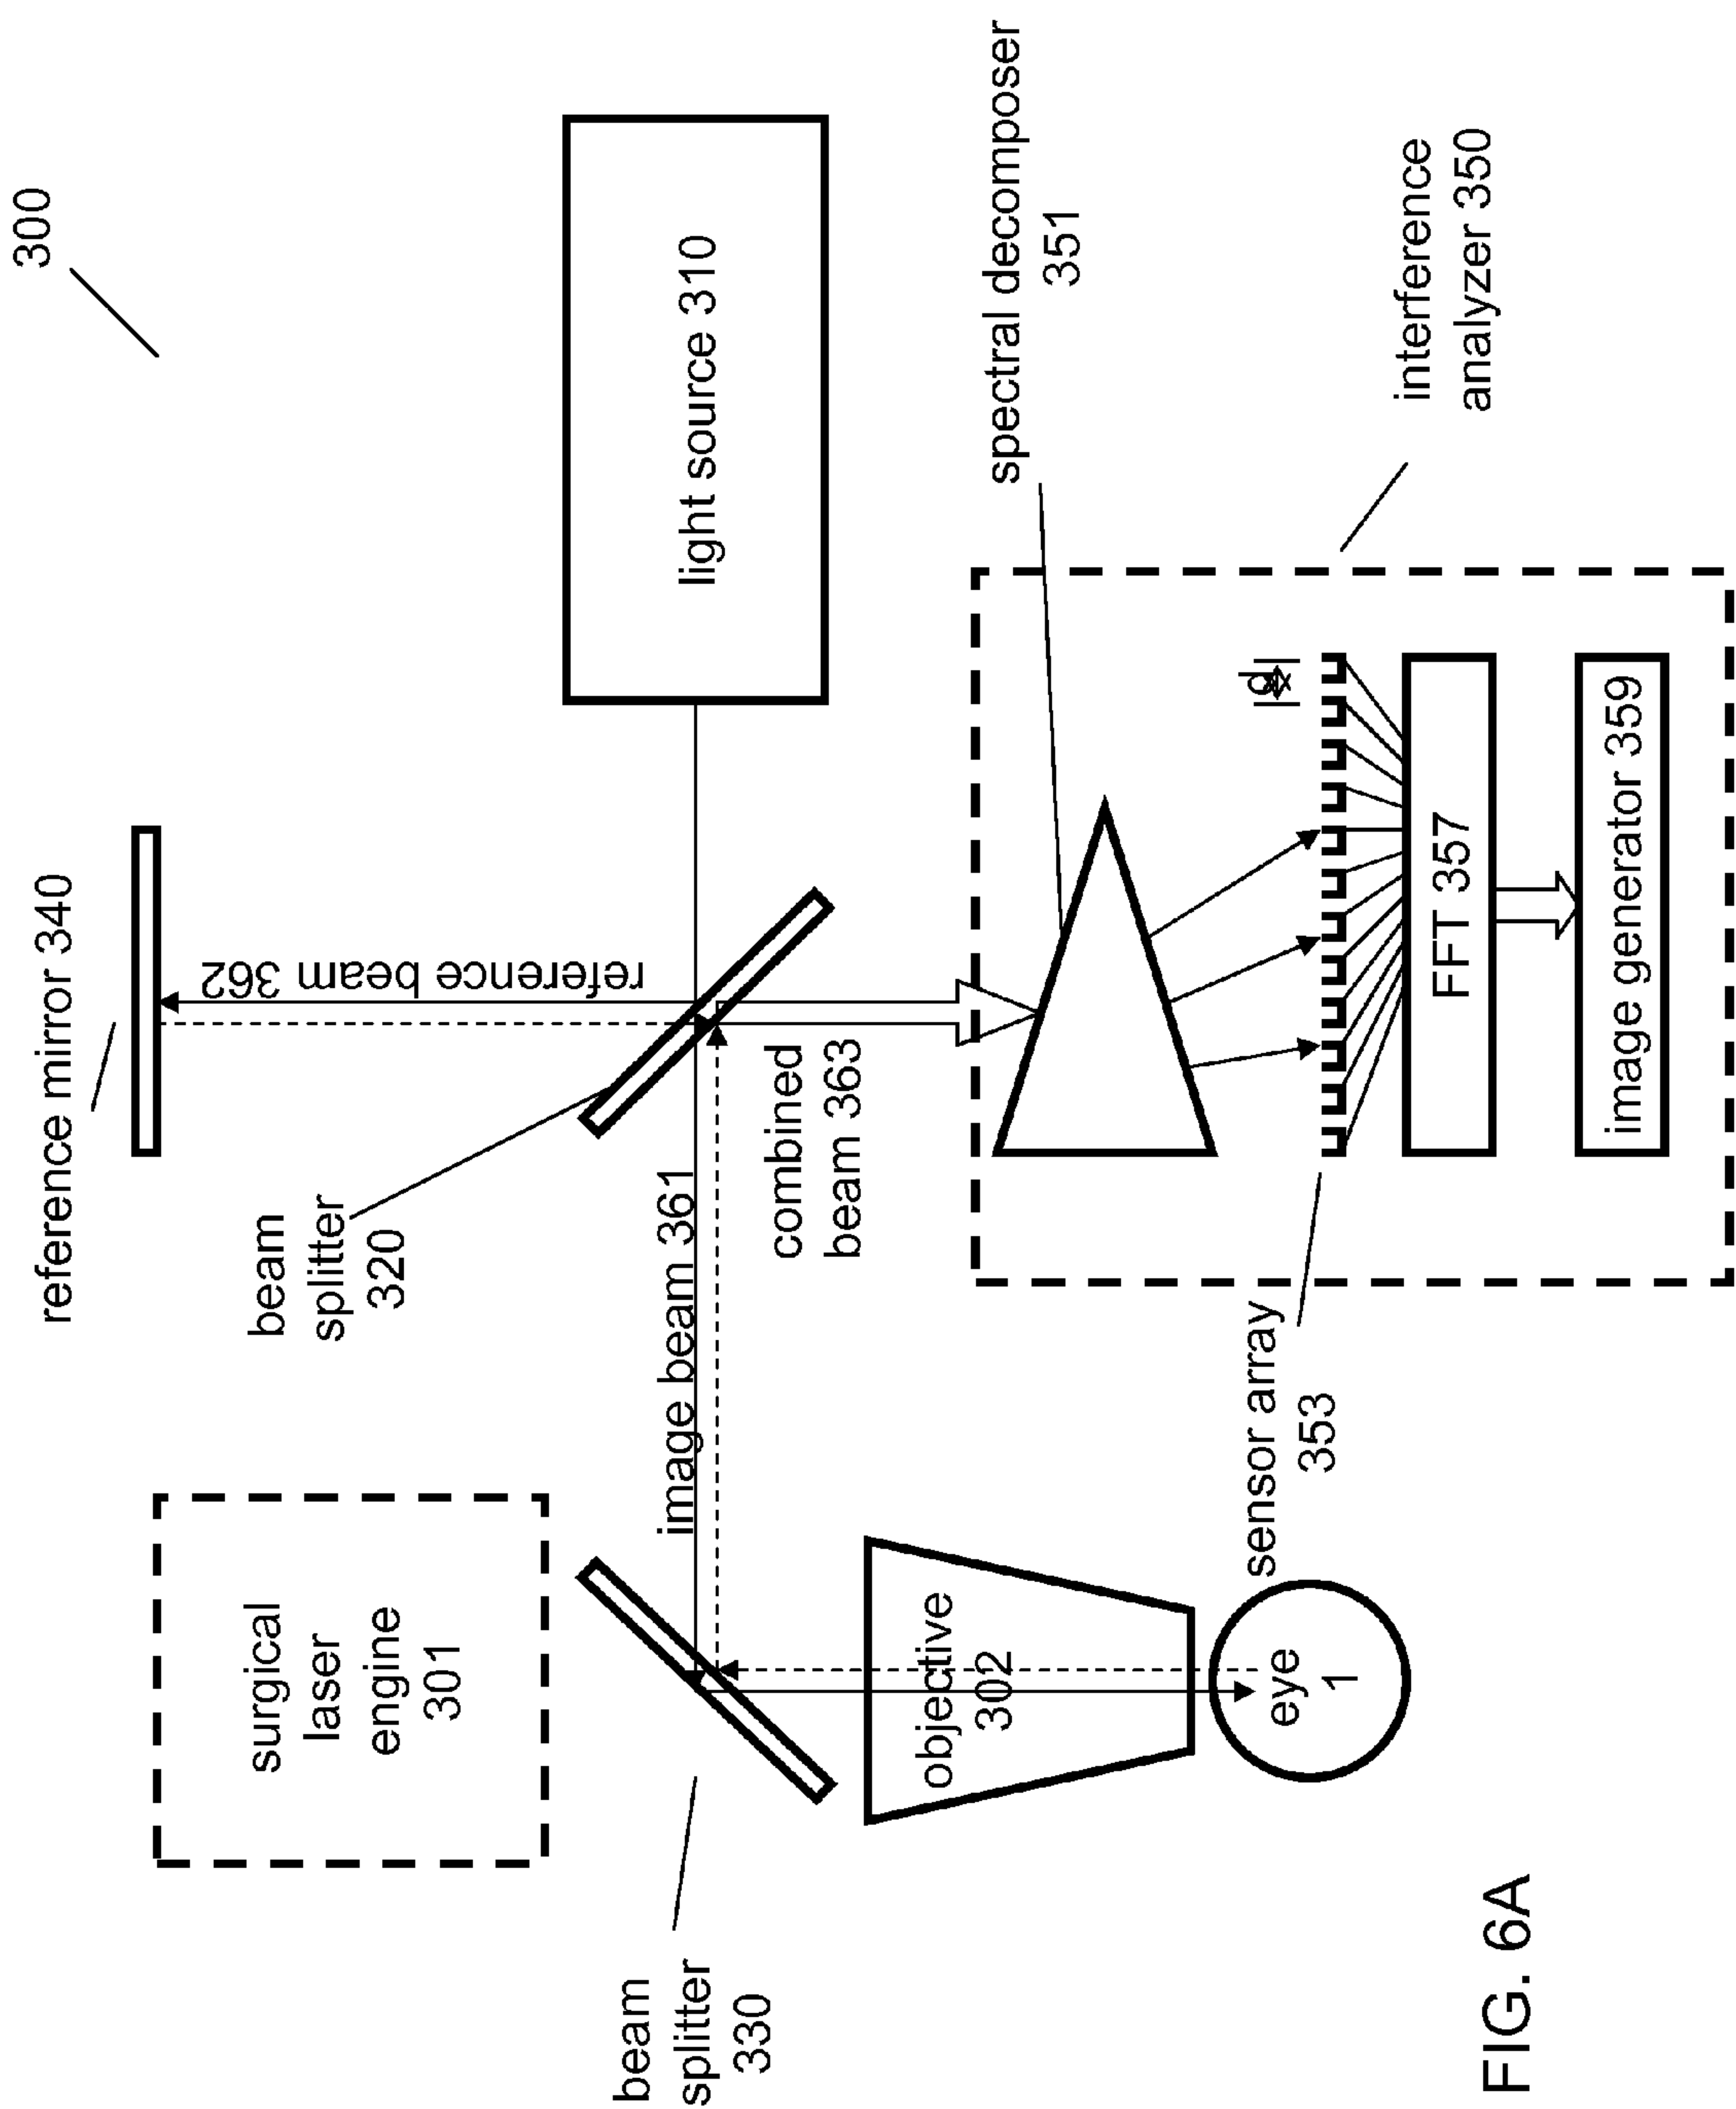 300
reference mirror 340
beam
splitter
320
surgical
laser
engine
301
reference beam 362
light source 310
image beam 361
beam
splitter
330
combined
beam 363
spectral decomposer
351
objective
302
eye
1
sensor array
353
d
interference
analyzer 350
FFT 357
image generator 359
FIG. 6A